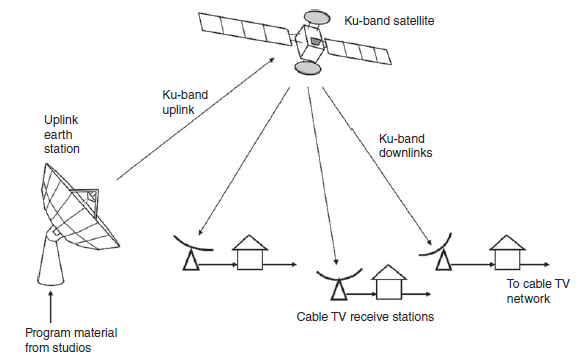 Ku-band satellite
Ku-band
uplink
Uplink
earth
station
Ku-band
downlinks
To cable TV
network
Cable TV receive stations
Program material
from studios